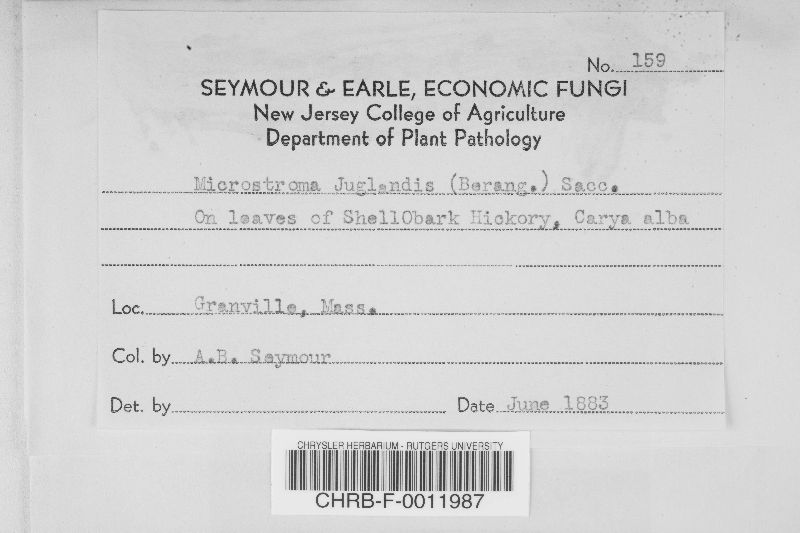 No. 159
SEYMOUR & EARLE, ECONOMIC FUNGI
New Jersey College of Agriculture
Department of Plant Pathology
Microstroma Juglandis (Berang.) Sacc.
On leaves of ShellObark Hickory, Carya alba
Loc. Granville, Mass.
Col. by A.B. Seymour
Det. by
Date June 1883
CHRYSLER HERBARIUM - RUTGERS UNIVERSITY
CHRB-F-0011987